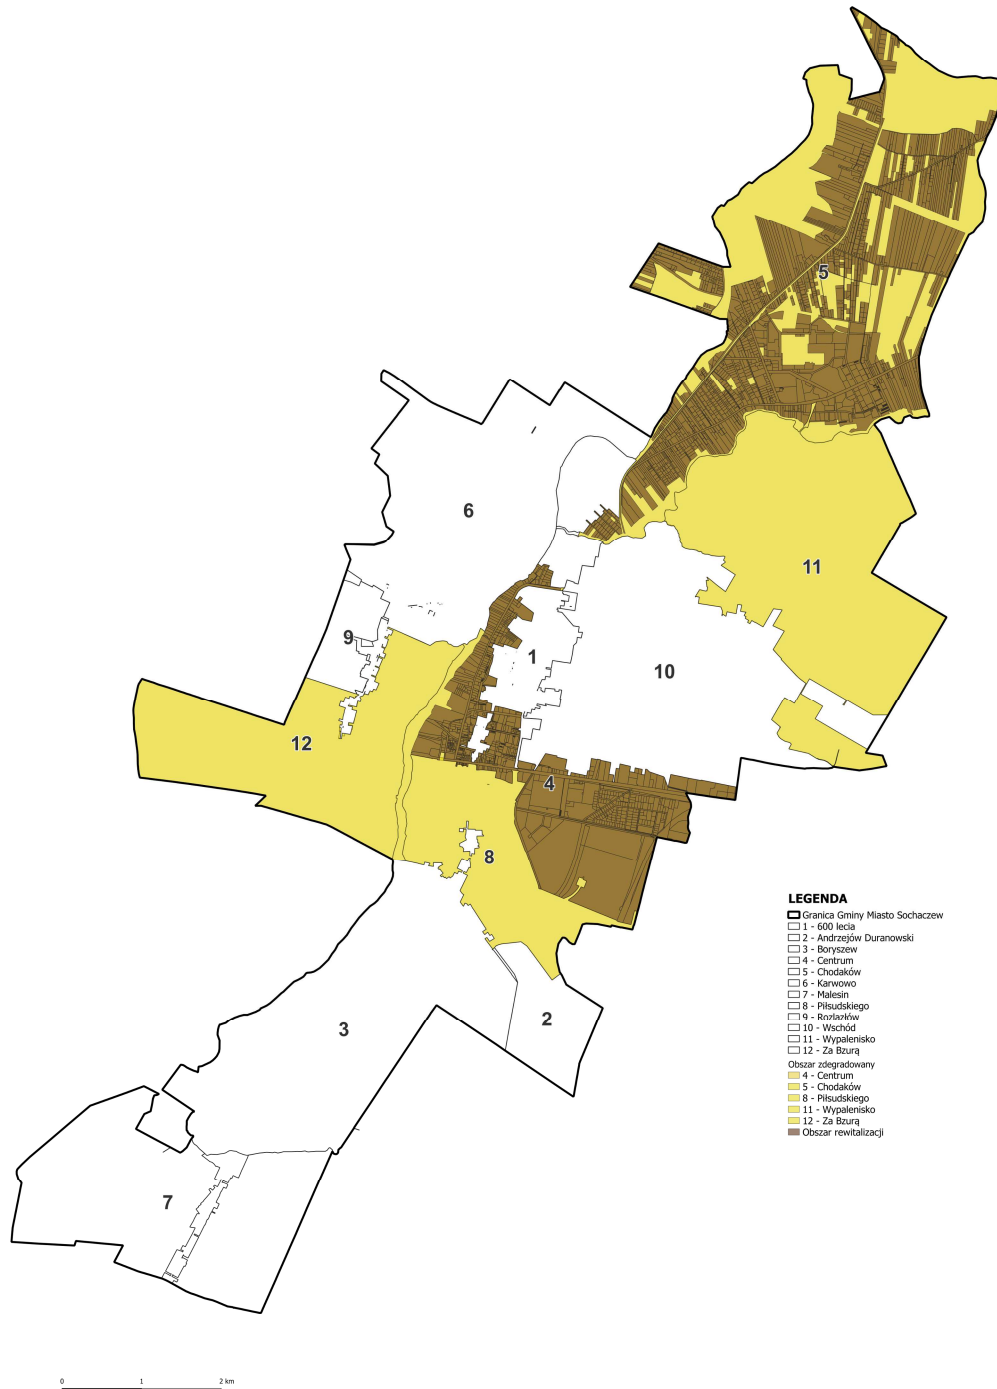 5
6
11
9
1
10
12
4
8
3
2
7
LEGENDA
Granica Gminy Miasto Sochaczew
1 - 600 lecia
2 - Andrzejów Duranowski
3 - Boryszew
4 - Centrum
5 - Chodaków
6 - Karwowo
7 - Malesin
8 - Piłsudskiego
9 - Rozlazłów
10 - Wschód
11 - Wypalenisko
12 - Za Bzurą
Obszar zdegradowany
4 - Centrum
5 - Chodaków
8 - Piłsudskiego
11 - Wypalenisko
12 - Za Bzurą
Obszar rewitalizacji
0 1 2 km